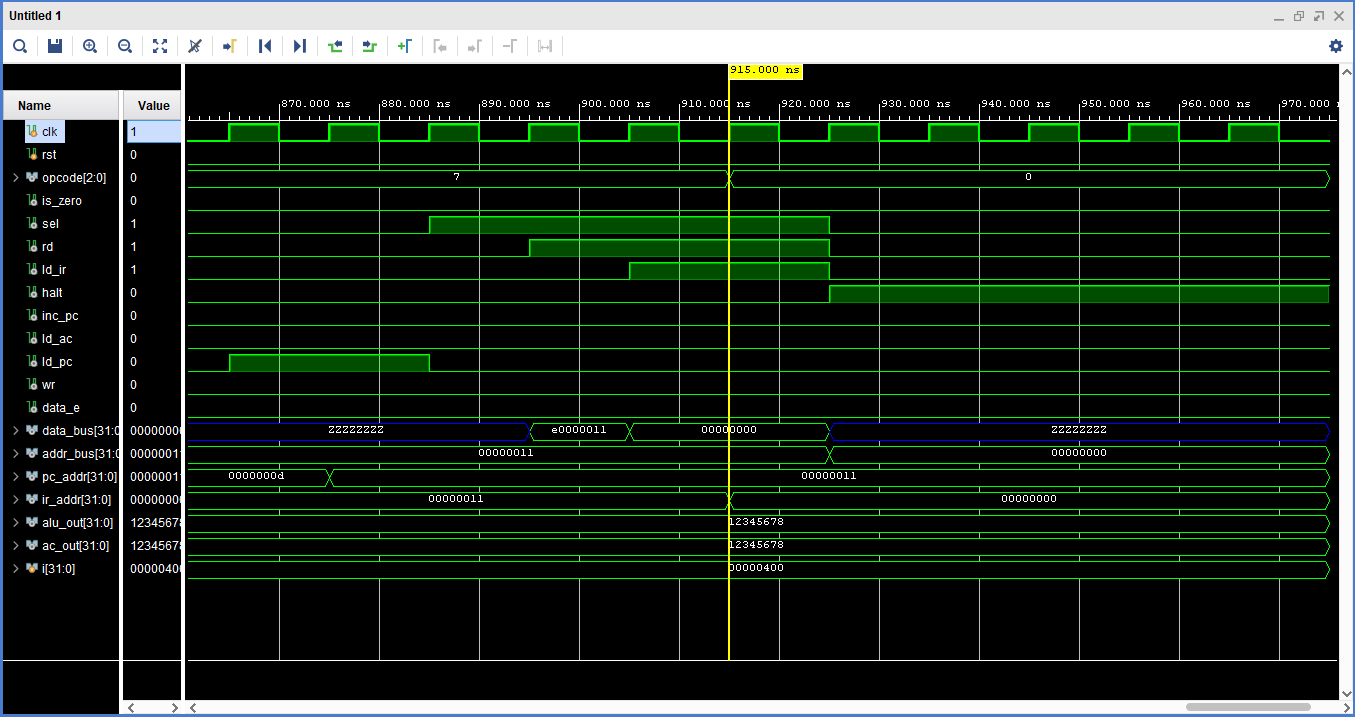 Untitled 1
915.000 ns
870.000 ns 880.000 ns 890.000 ns 900.000 ns 910.000 ns 920.000 ns 930.000 ns 940.000 ns 950.000 ns 960.000 ns 970.000
Name Value
clk 1
rst 0
opcode[2:0] 0 7 0
is_zero 0
sel 1
rd 1
ld_ir 1
halt 0
inc_pc 0
ld_ac 0
ld_pc 0
wr 0
data_e 0
data_bus[31:0 0000000 ZZZZZZZZ e0000011 00000000 ZZZZZZZZ
addr_bus[31:0 0000001 00000011 00000000
pc_addr[31:0] 0000001 0000000d 00000011
ir_addr[31:0] 0000000 00000011 00000000
alu_out[31:0] 12345678 12345678
ac_out[31:0] 12345678 12345678
i[31:0] 0000040 00000400